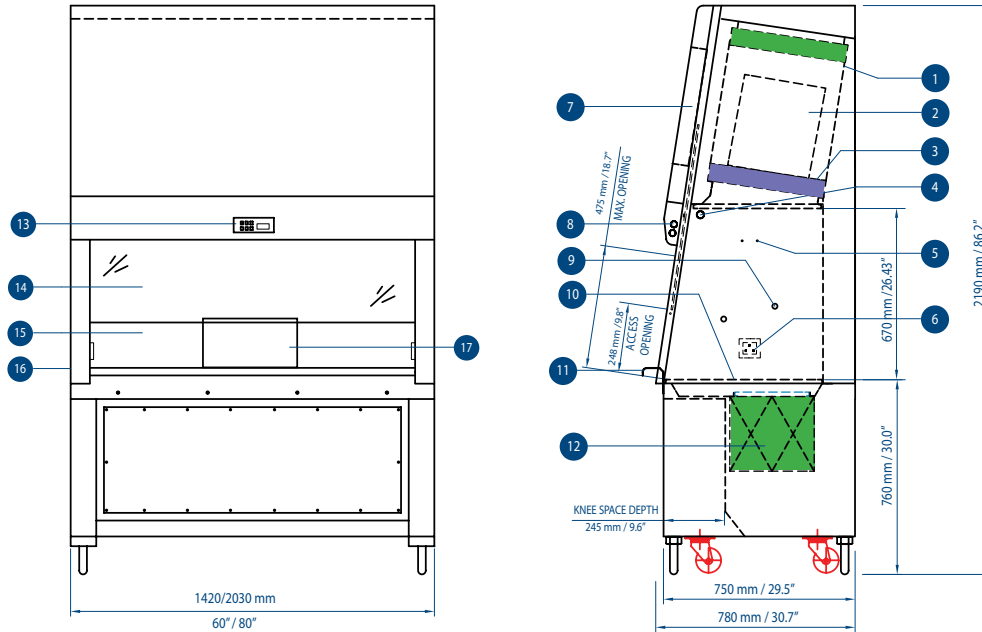 13
14
15
16
17
1420/2030 mm
60" / 80"
1
2
3
4
5
6
7
8
9
10
11
12
475 mm /18.7"
MAX. OPENING
248 mm /9.8"
ACCESS
OPENING
670 mm /26.43"
2190 mm / 86.2"
760 mm / 30.0"
KNEE SPACE DEPTH
245 mm / 9.6"
750 mm / 29.5"
780 mm / 30.7"